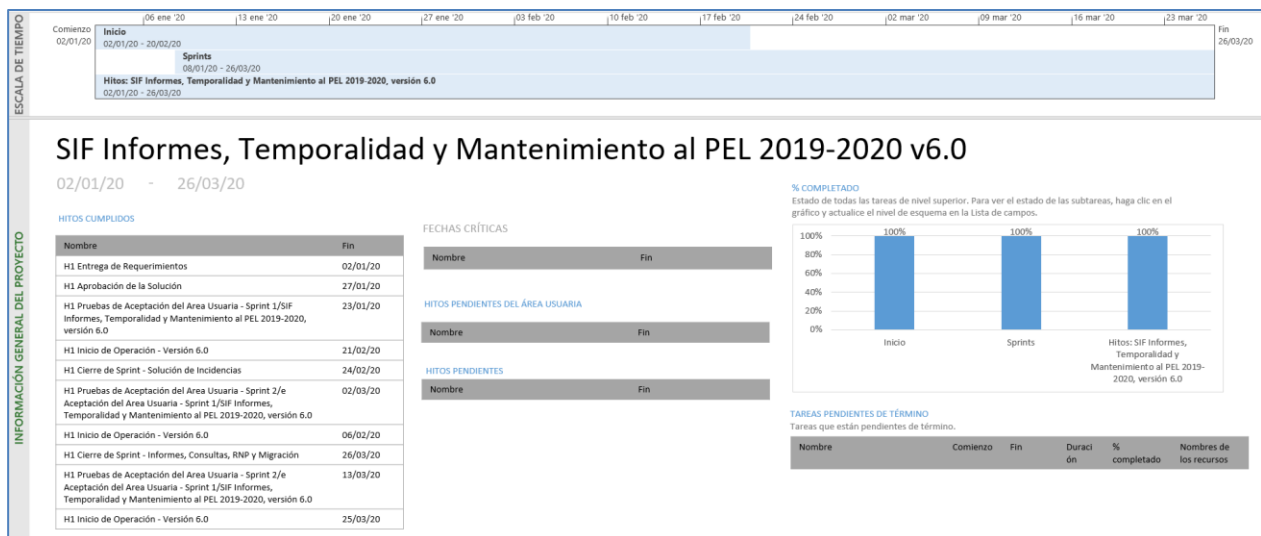 ESCALA DE TIEMPO
06 ene '20
13 ene '20
20 ene '20
27 ene '20
03 feb '20
10 feb '20
17 feb '20
24 feb '20
02 mar '20
09 mar '20
16 mar '20
23 mar '20
Comienzo
02/01/20
Inicio
02/01/20 - 20/02/20
Sprints
08/01/20 - 26/03/20
Hitos: SIF Informes, Temporalidad y Mantenimiento al PEL 2019-2020, versión 6.0
02/01/20 - 26/03/20
Fin
26/03/20
INFORMACIÓN GENERAL DEL PROYECTO
SIF Informes, Temporalidad y Mantenimiento al PEL 2019-2020 v6.0
02/01/20 - 26/03/20
HITOS CUMPLIDOS
Nombre Fin
H1 Entrega de Requerimientos 02/01/20
H1 Aprobación de la Solución 27/01/20
H1 Pruebas de Aceptación del Area Usuaria - Sprint 1/SIF 23/01/20
Informes, Temporalidad y Mantenimiento al PEL 2019-2020,
versión 6.0
H1 Inicio de Operación - Versión 6.0 21/02/20
H1 Cierre de Sprint - Solución de Incidencias 24/02/20
H1 Pruebas de Aceptación del Area Usuaria - Sprint 2/e 02/03/20
Aceptación del Area Usuaria - Sprint 1/SIF Informes,
Temporalidad y Mantenimiento al PEL 2019-2020, versión 6.0
H1 Inicio de Operación - Versión 6.0 06/02/20
H1 Cierre de Sprint - Informes, Consultas, RNP y Migración 26/03/20
H1 Pruebas de Aceptación del Area Usuaria - Sprint 2/e 13/03/20
Aceptación del Area Usuaria - Sprint 1/SIF Informes,
Temporalidad y Mantenimiento al PEL 2019-2020, versión 6.0
H1 Inicio de Operación - Versión 6.0 25/03/20
FECHAS CRÍTICAS
Nombre Fin
HITOS PENDIENTES DEL ÁREA USUARIA
Nombre Fin
HITOS PENDIENTES
Nombre Fin
% COMPLETADO
Estado de todas las tareas de nivel superior. Para ver el estado de las subtareas, haga clic en el
gráfico y actualice el nivel de esquema en la Lista de campos.
100%
80%
60%
40%
20%
0%
100% 100% 100%
Inicio
Sprints
Hitos: SIF Informes,
Temporalidad y
Mantenimiento al PEL 2019-
2020, versión 6.0
TAREAS PENDIENTES DE TÉRMINO
Tareas que están pendientes de término.
Nombre Comienzo Fin Duraci % Nombres de
ón completado los recursos